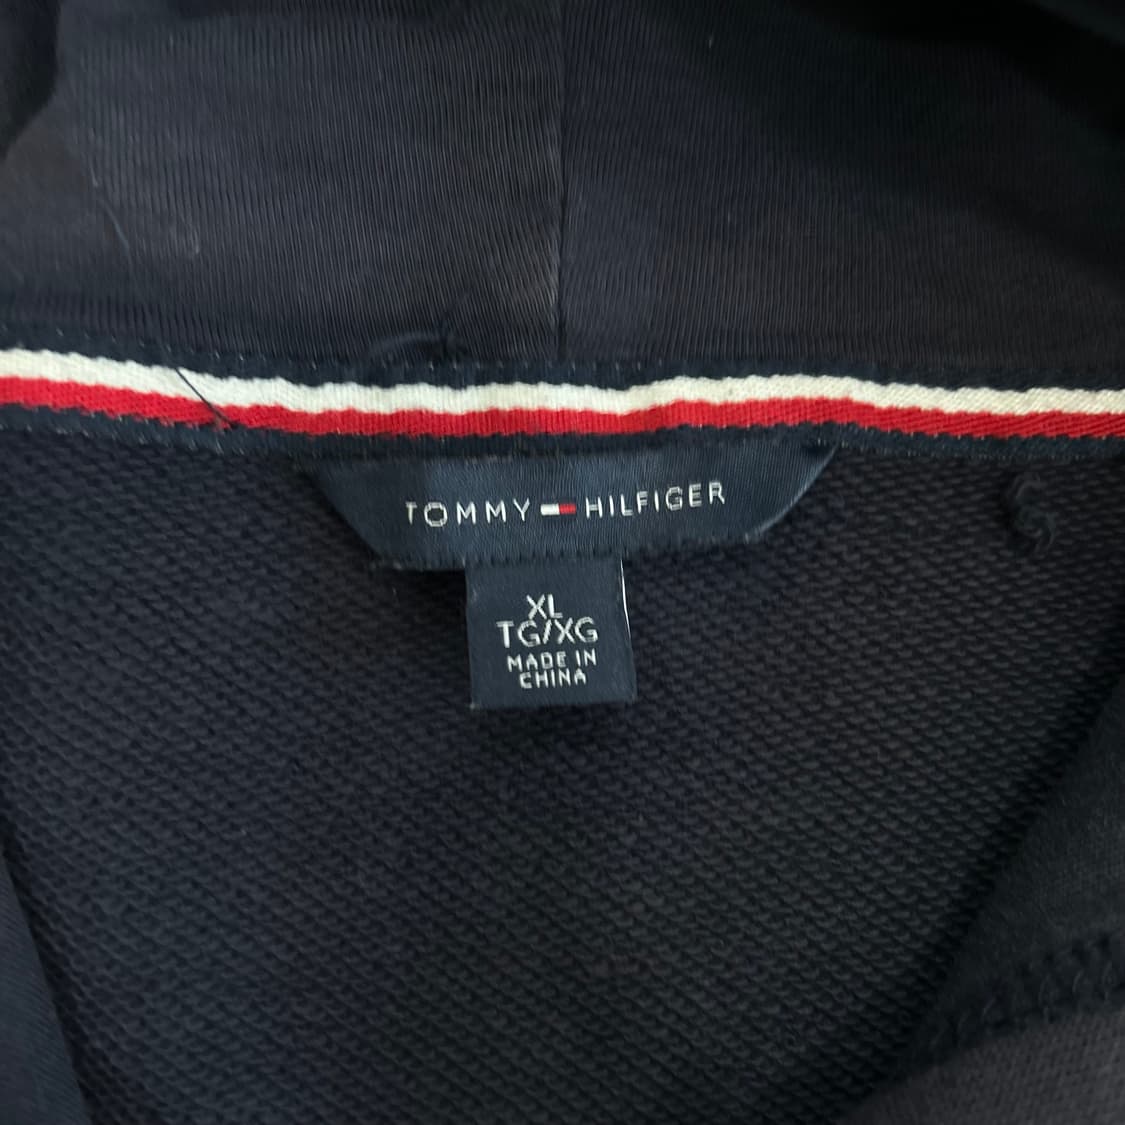 TOMMY HILFIGER
XL
TG/XG
MADE IN
CHINA